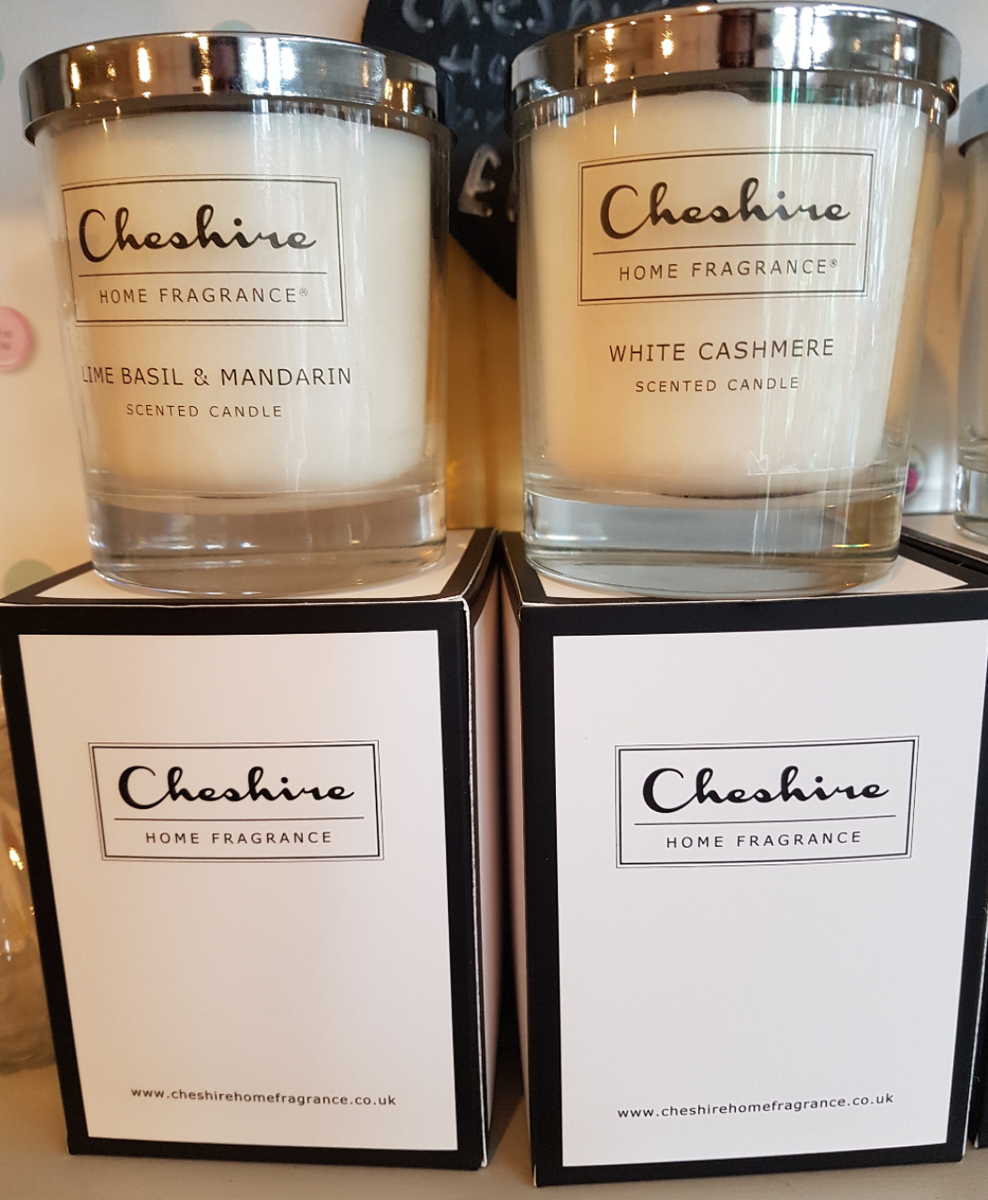 Cheshire
HOME FRAGRANCE®
LIME BASIL & MANDARIN
SCENTED CANDLE
Cheshire
HOME FRAGRANCE®
WHITE CASHMERE
SCENTED CANDLE
Cheshire
HOME FRAGRANCE
www.cheshirehomefragrance.co.uk
Cheshire
HOME FRAGRANCE
www.cheshirehomefragrance.co.uk